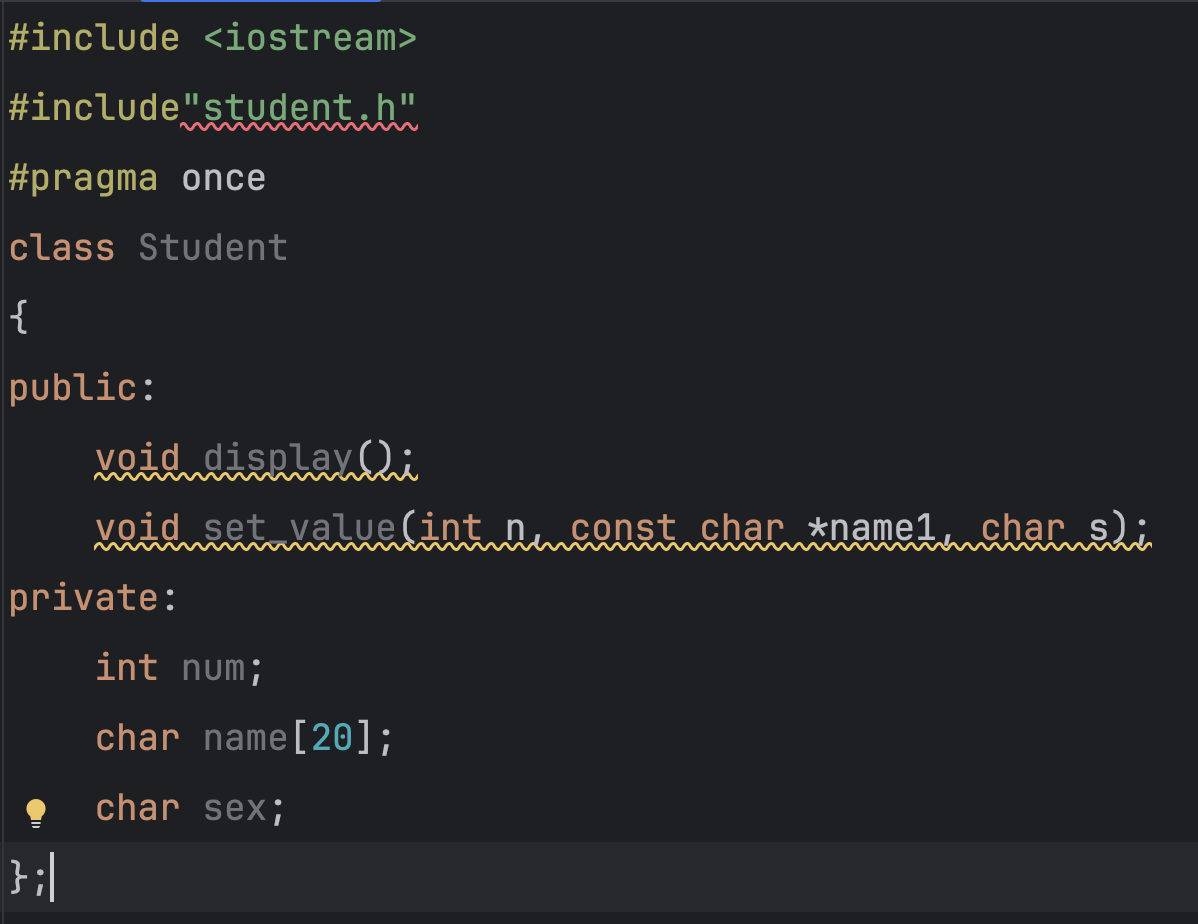 #include <iostream>
#include"student.h"
#pragma once
class Student
{
public:
    void display();
    void set_value(int n, const char *name1, char s);
private:
    int num;
    char name[20];
    char sex;
};